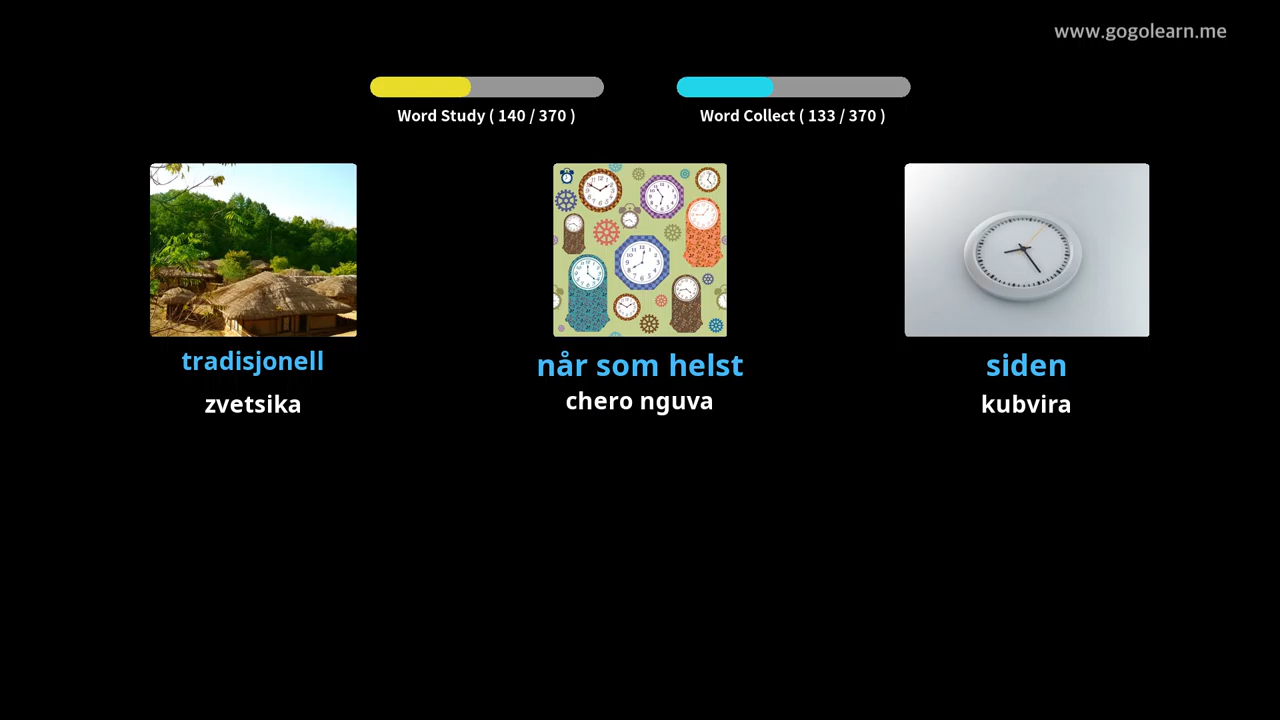 www.gogolearn.me
Word Study ( 140 / 370 )
Word Collect ( 133 / 370 )
tradisjonell
når som helst
siden
zvetsika
chero nguva
kubvira